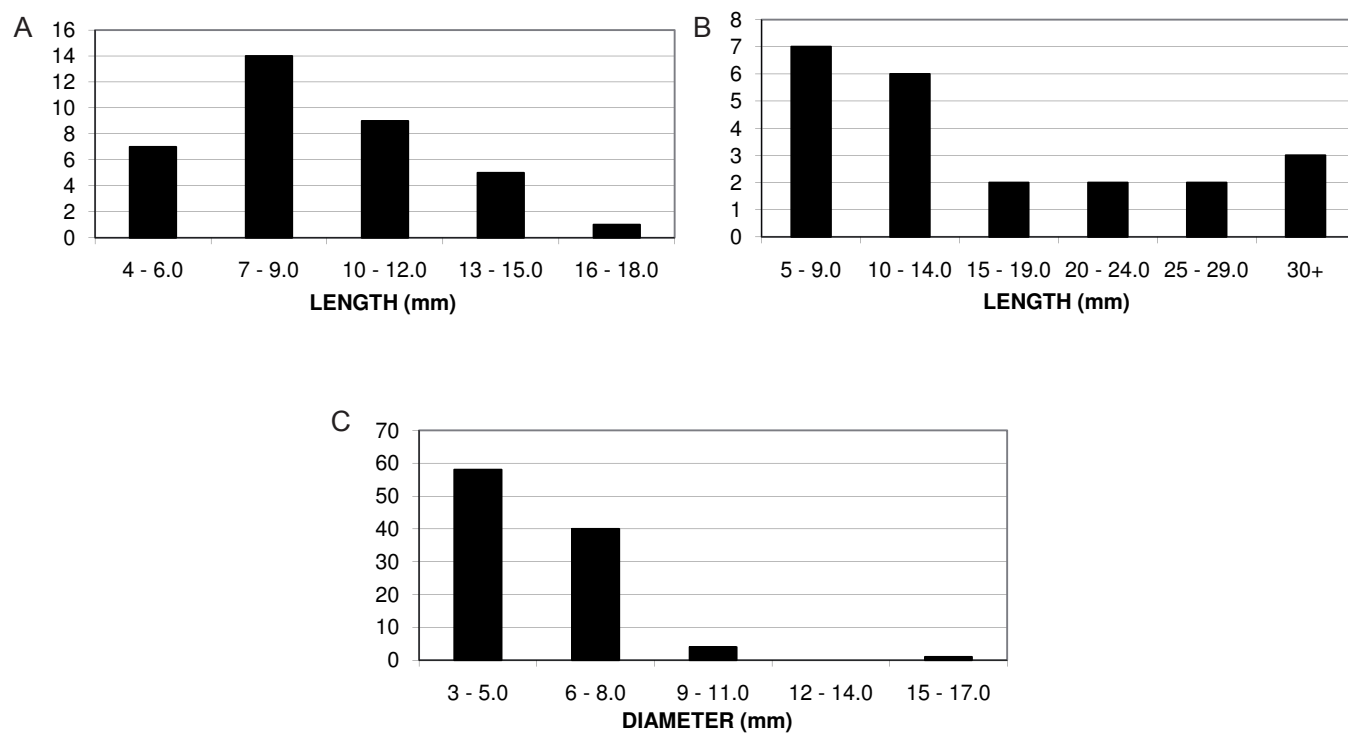 A
16
14
12
10
8
6
4
2
0
4 - 6.0 7 - 9.0 10 - 12.0 13 - 15.0 16 - 18.0
LENGTH (mm)
B
8
7
6
5
4
3
2
1
0
5 - 9.0 10 - 14.0 15 - 19.0 20 - 24.0 25 - 29.0 30+
LENGTH (mm)
C
70
60
50
40
30
20
10
0
3 - 5.0 6 - 8.0 9 - 11.0 12 - 14.0 15 - 17.0
DIAMETER (mm)